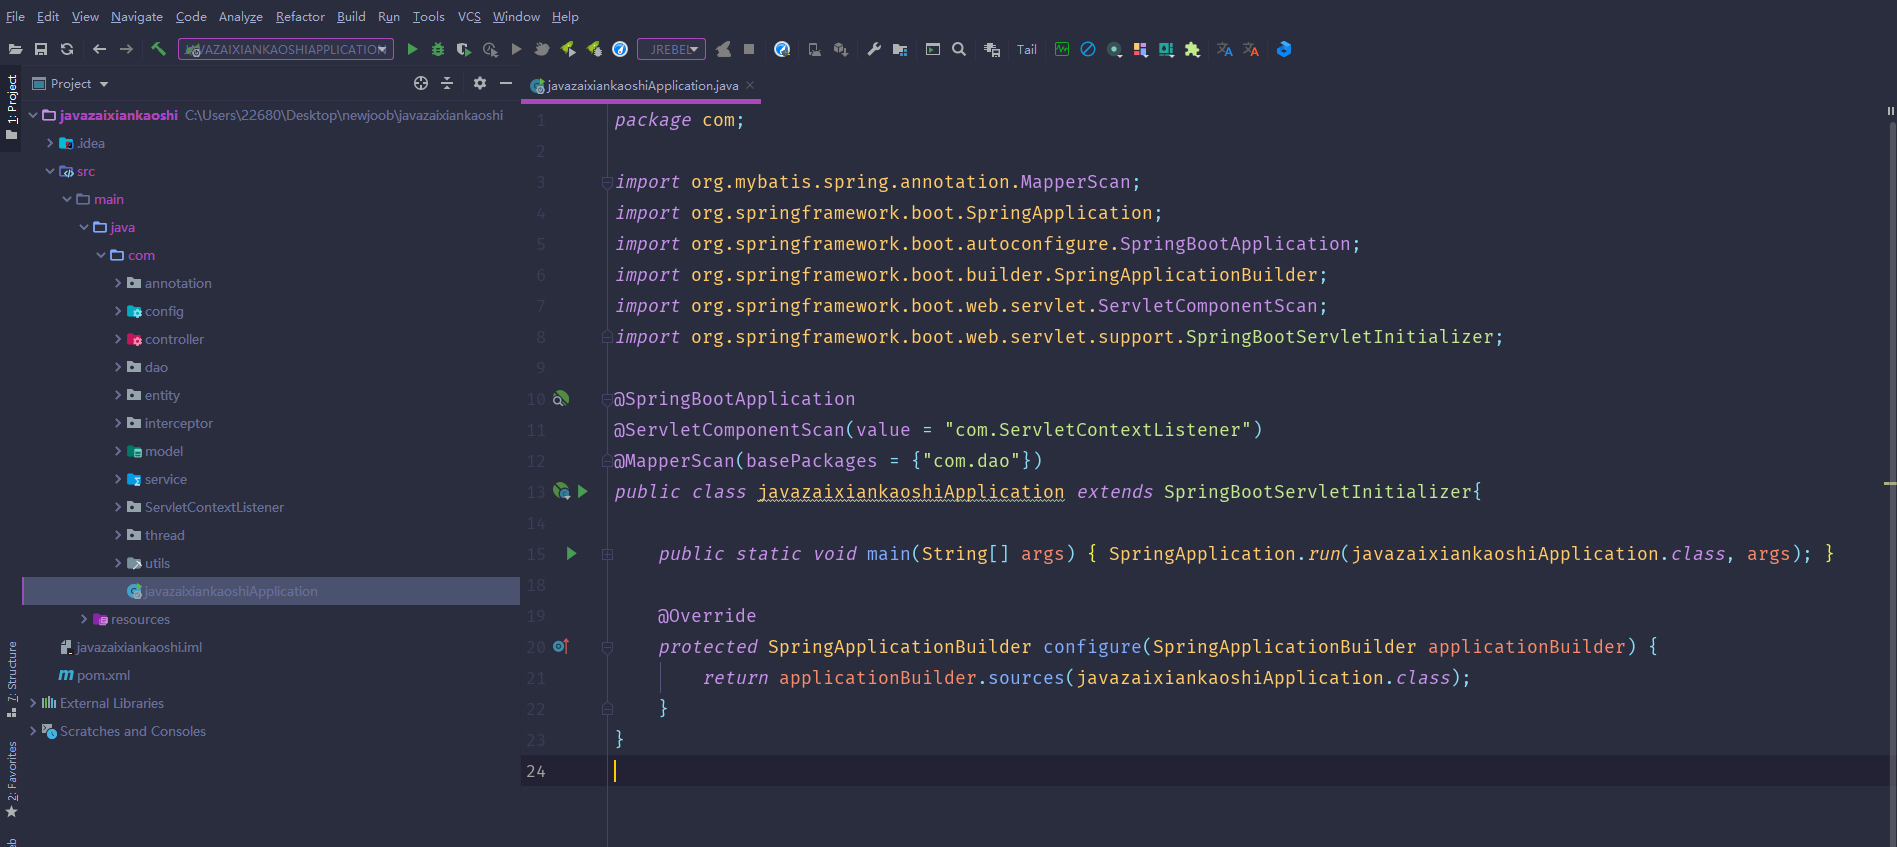 File Edit View Navigate Code Analyze Refactor Build Run Tools VCS Window Help
JAVAZAIXIANKAOSHIAPPLICATION JREBEL Tail
1: Project
Project
javazaixiankaoshiApplication.java
javazaixiankaoshi C:\Users\22680\Desktop\newjoob\javazaixiankaoshi
.idea
src
main
java
com
annotation
config
controller
dao
entity
interceptor
model
service
ServletContextListener
thread
utils
javazaixiankaoshiApplication
resources
javazaixiankaoshi.iml
pom.xml
External Libraries
Scratches and Consoles
7: Structure
2: Favorites
1 package com;
2
3 import org.mybatis.spring.annotation.MapperScan;
4 import org.springframework.boot.SpringApplication;
5 import org.springframework.boot.autoconfigure.SpringBootApplication;
6 import org.springframework.boot.builder.SpringApplicationBuilder;
7 import org.springframework.boot.web.servlet.ServletComponentScan;
8 import org.springframework.boot.web.servlet.support.SpringBootServletInitializer;
9
10 @SpringBootApplication
11 @ServletComponentScan(value = "com.ServletContextListener")
12 @MapperScan(basePackages = {"com.dao"})
13 public class javazaixiankaoshiApplication extends SpringBootServletInitializer{
14
15 public static void main(String[] args) { SpringApplication.run(javazaixiankaoshiApplication.class, args); }
18
19 @Override
20 protected SpringApplicationBuilder configure(SpringApplicationBuilder applicationBuilder) {
21 return applicationBuilder.sources(javazaixiankaoshiApplication.class);
22 }
23 }
24